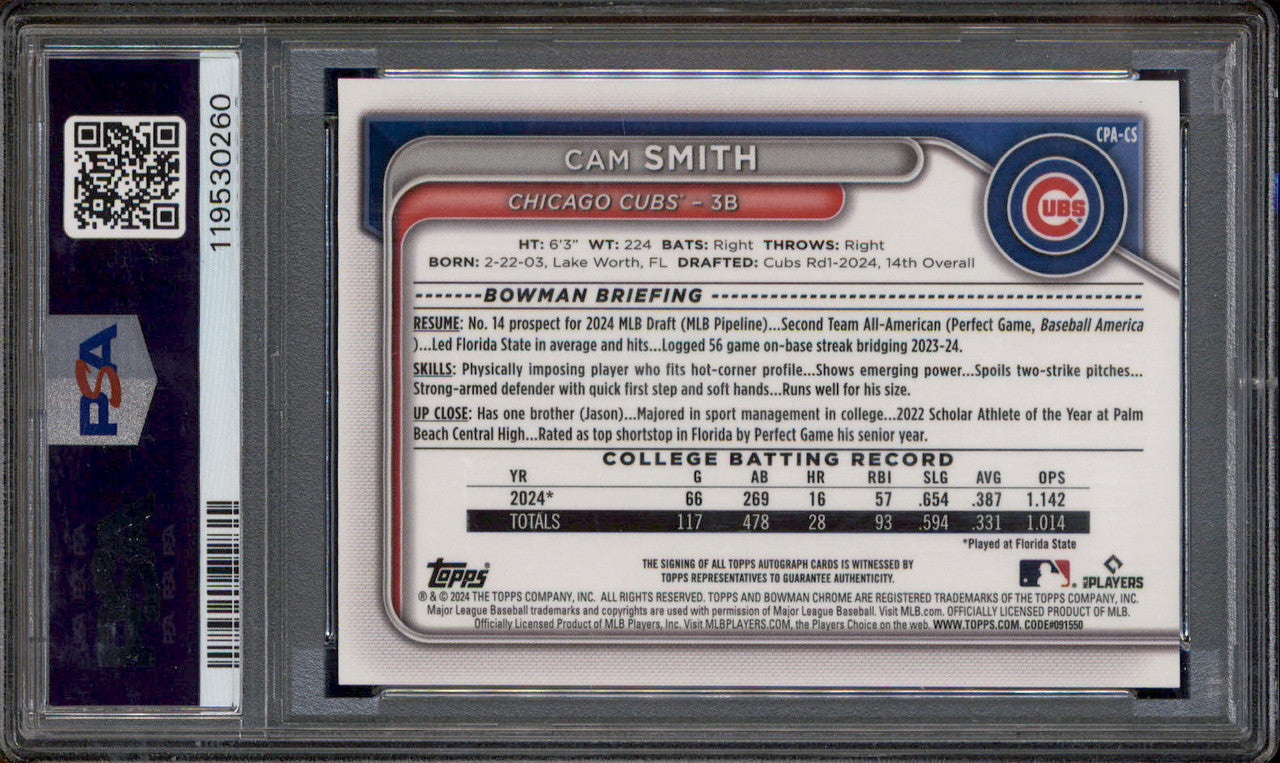 119530260
PSA
CPA-CS
CAM SMITH
CHICAGO CUBS™ – 3B
CUBS
HT: 6'3" WT: 224 BATS: Right THROWS: Right
BORN: 2-22-03, Lake Worth, FL DRAFTED: Cubs Rd1-2024, 14th Overall
BOWMAN BRIEFING
RESUME: No. 14 prospect for 2024 MLB Draft (MLB Pipeline)...Second Team All-American (Perfect Game, Baseball America
)...Led Florida State in average and hits...Logged 56 game on-base streak bridging 2023-24.
SKILLS: Physically imposing player who fits hot-corner profile...Shows emerging power...Spoils two-strike pitches...
Strong-armed defender with quick first step and soft hands...Runs well for his size.
UP CLOSE: Has one brother (Jason)...Majored in sport management in college...2022 Scholar Athlete of the Year at Palm
Beach Central High...Rated as top shortstop in Florida by Perfect Game his senior year.
COLLEGE BATTING RECORD
YR G AB HR RBI SLG AVG OPS
2024* 66 269 16 57 .654 .387 1.142
TOTALS 117 478 28 93 .594 .331 1.014
*Played at Florida State
Topps®
THE SIGNING OF ALL TOPPS AUTOGRAPH CARDS IS WITNESSED BY
TOPPS REPRESENTATIVES TO GUARANTEE AUTHENTICITY.
MLB PLAYERS
® & © 2024 THE TOPPS COMPANY, INC. ALL RIGHTS RESERVED. TOPPS AND BOWMAN CHROME ARE REGISTERED TRADEMARKS OF THE TOPPS COMPANY, INC.
Major League Baseball trademarks and copyrights are used with permission of Major League Baseball. Visit MLB.com. OFFICIALLY LICENSED PRODUCT OF MLB.
Officially Licensed Product of MLB Players, Inc. Visit MLBPLAYERS.COM, the Players Choice on the web. WWW.TOPPS.COM. CODE#091550